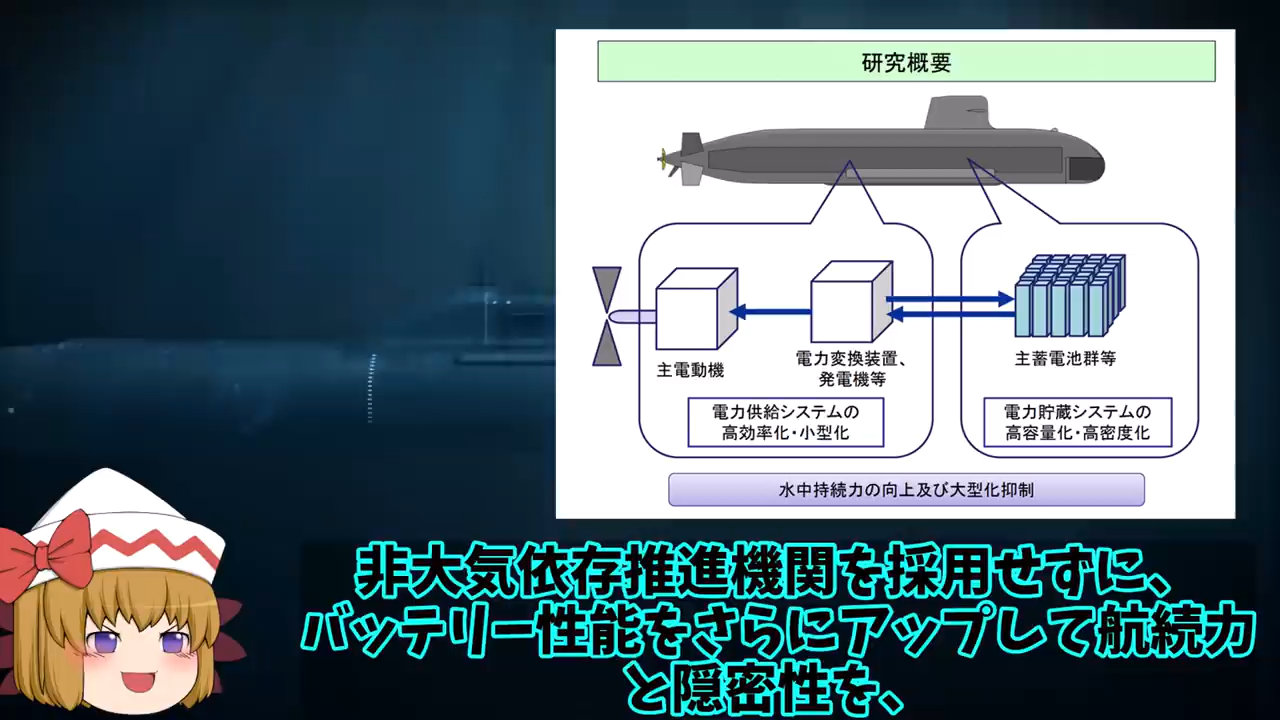 研究概要
主電動機
電力変換装置、
発電機等
主蓄電池群等
電力供給システムの
高効率化・小型化
電力貯蔵システムの
高容量化・高密度化
水中持続力の向上及び大型化抑制
非大気依存推進機関を採用せずに、
バッテリー性能をさらにアップして航続力
と隠密性を、